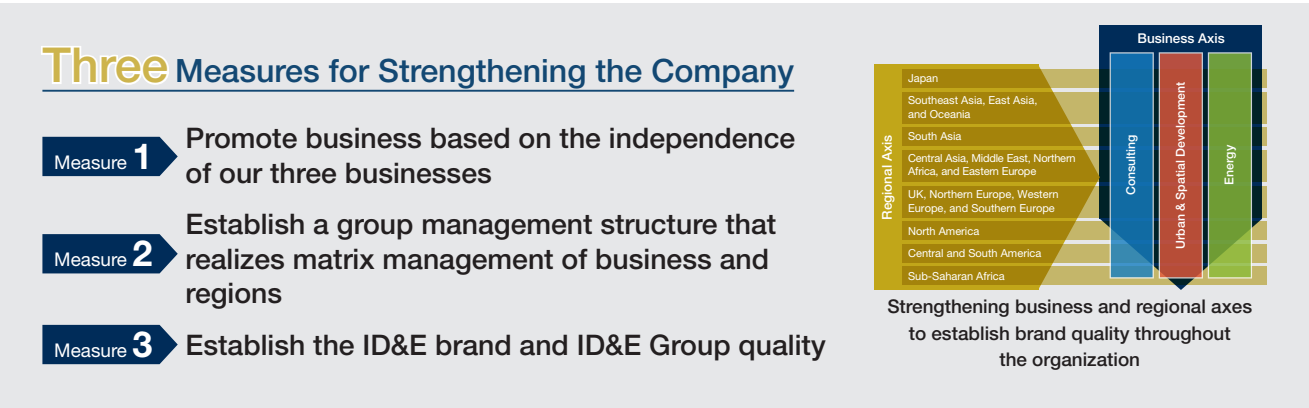 Three Measures for Strengthening the Company
Measure 1
Promote business based on the independence
of our three businesses
Measure 2
Establish a group management structure that
realizes matrix management of business and
regions
Measure 3
Establish the ID&E brand and ID&E Group quality
Business Axis
Regional Axis
Japan
Southeast Asia, East Asia,
and Oceania
South Asia
Central Asia, Middle East, Northern
Africa, and Eastern Europe
UK, Northern Europe, Western
Europe, and Southern Europe
North America
Central and South America
Sub-Saharan Africa
Consulting
Urban & Spatial Development
Energy
Strengthening business and regional axes
to establish brand quality throughout
the organization